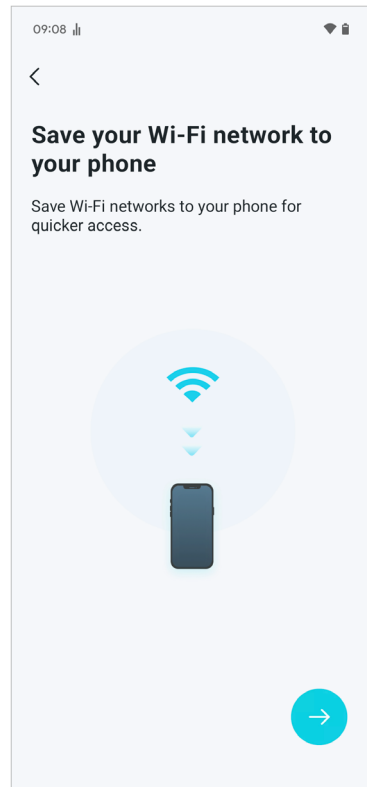 09:08
Save your Wi-Fi network to
your phone
Save Wi-Fi networks to your phone for
quicker access.